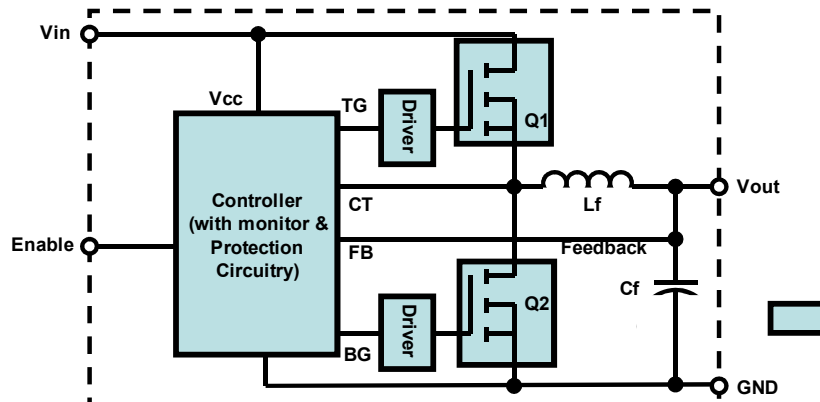 Vin
Vcc
TG
Driver
Q1
Controller
(with monitor &
Protection
Circuitry)
CT
Lf
Vout
Enable
FB
Feedback
Cf
Driver
Q2
BG
GND